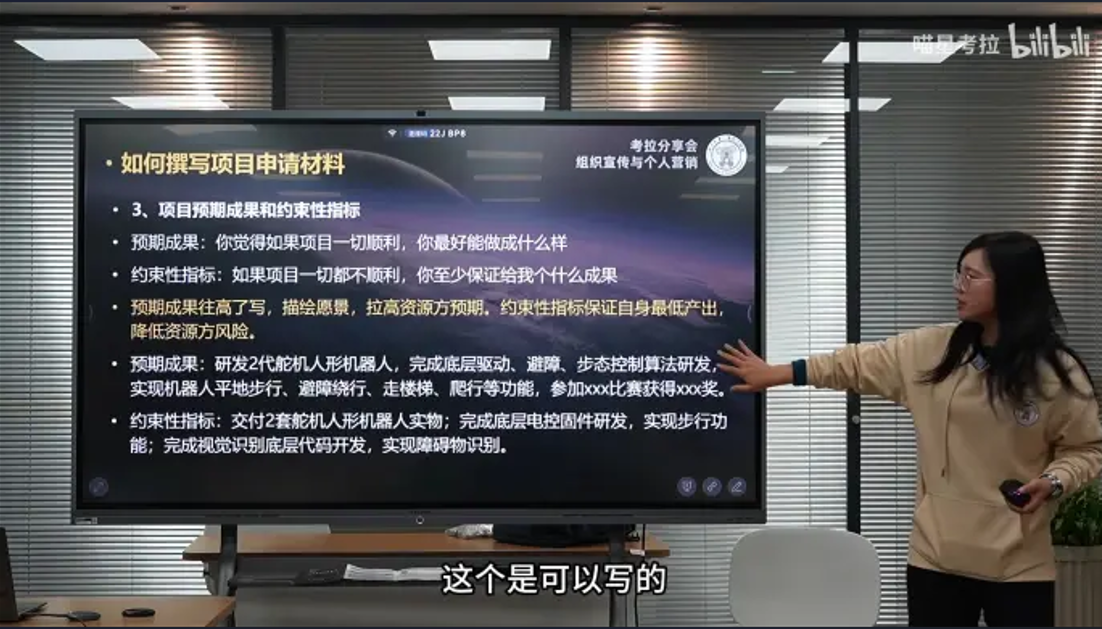 喵星考拉 bilibili
22J BP8
考拉分享会
组织宣传与个人营销
• 如何撰写项目申请材料
• 3、项目预期成果和约束性指标
• 预期成果：你觉得如果项目一切顺利，你最好能做成什么样
• 约束性指标：如果项目一切都不顺利，你至少保证给我个什么成果
• 预期成果往高了写，描绘愿景，拉高资源方预期。约束性指标保证自身最低产出，
降低资源方风险。
• 预期成果：研发2代舵机人形机器人，完成底层驱动、避障、步态控制算法研发，
实现机器人平地步行、避障绕行、走楼梯、爬行等功能，参加xxx比赛获得xxx奖。
• 约束性指标：交付2套舵机人形机器人实物；完成底层电控固件研发，实现步行功
能；完成视觉识别底层代码开发，实现障碍物识别。
这个是可以写的